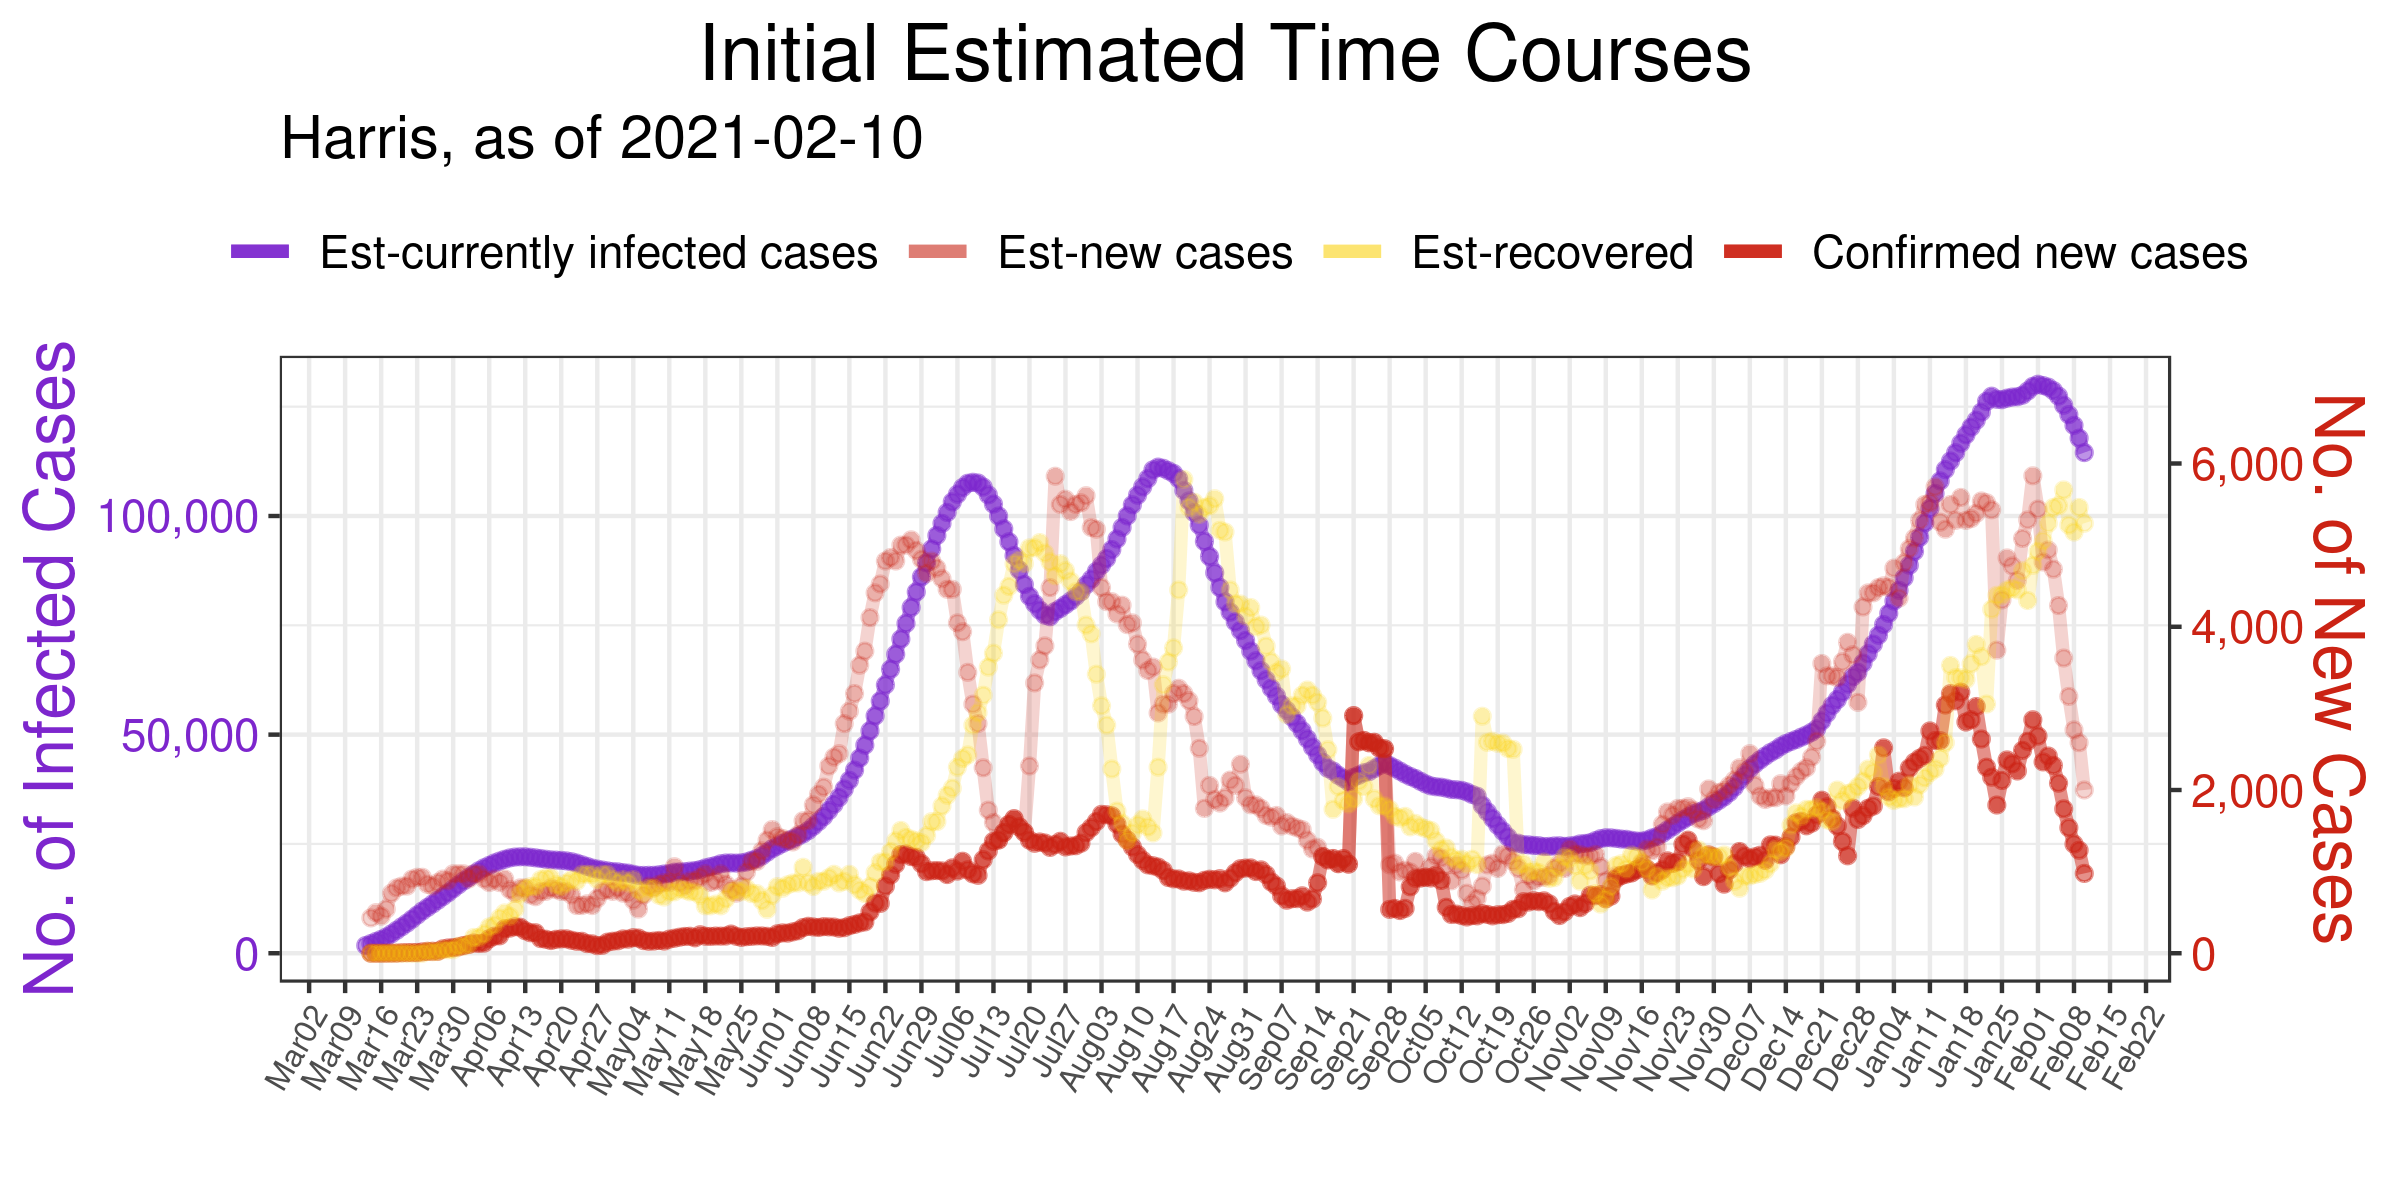 Initial Estimated Time Courses
Harris, as of 2021-02-10
Est-currently infected cases
Est-new cases
Est-recovered
Confirmed new cases
No. of Infected Cases
100,000
50,000
0
6,000
4,000
2,000
0
No. of New Cases
Mar02
Mar09
Mar16
Mar23
Mar30
Apr06
Apr13
Apr20
Apr27
May04
May11
May18
May25
Jun01
Jun08
Jun15
Jun22
Jun29
Jul06
Jul13
Jul20
Jul27
Aug03
Aug10
Aug17
Aug24
Aug31
Sep07
Sep14
Sep21
Sep28
Oct05
Oct12
Oct19
Oct26
Nov02
Nov09
Nov16
Nov23
Nov30
Dec07
Dec14
Dec21
Dec28
Jan04
Jan11
Jan18
Jan25
Feb01
Feb08
Feb15
Feb22